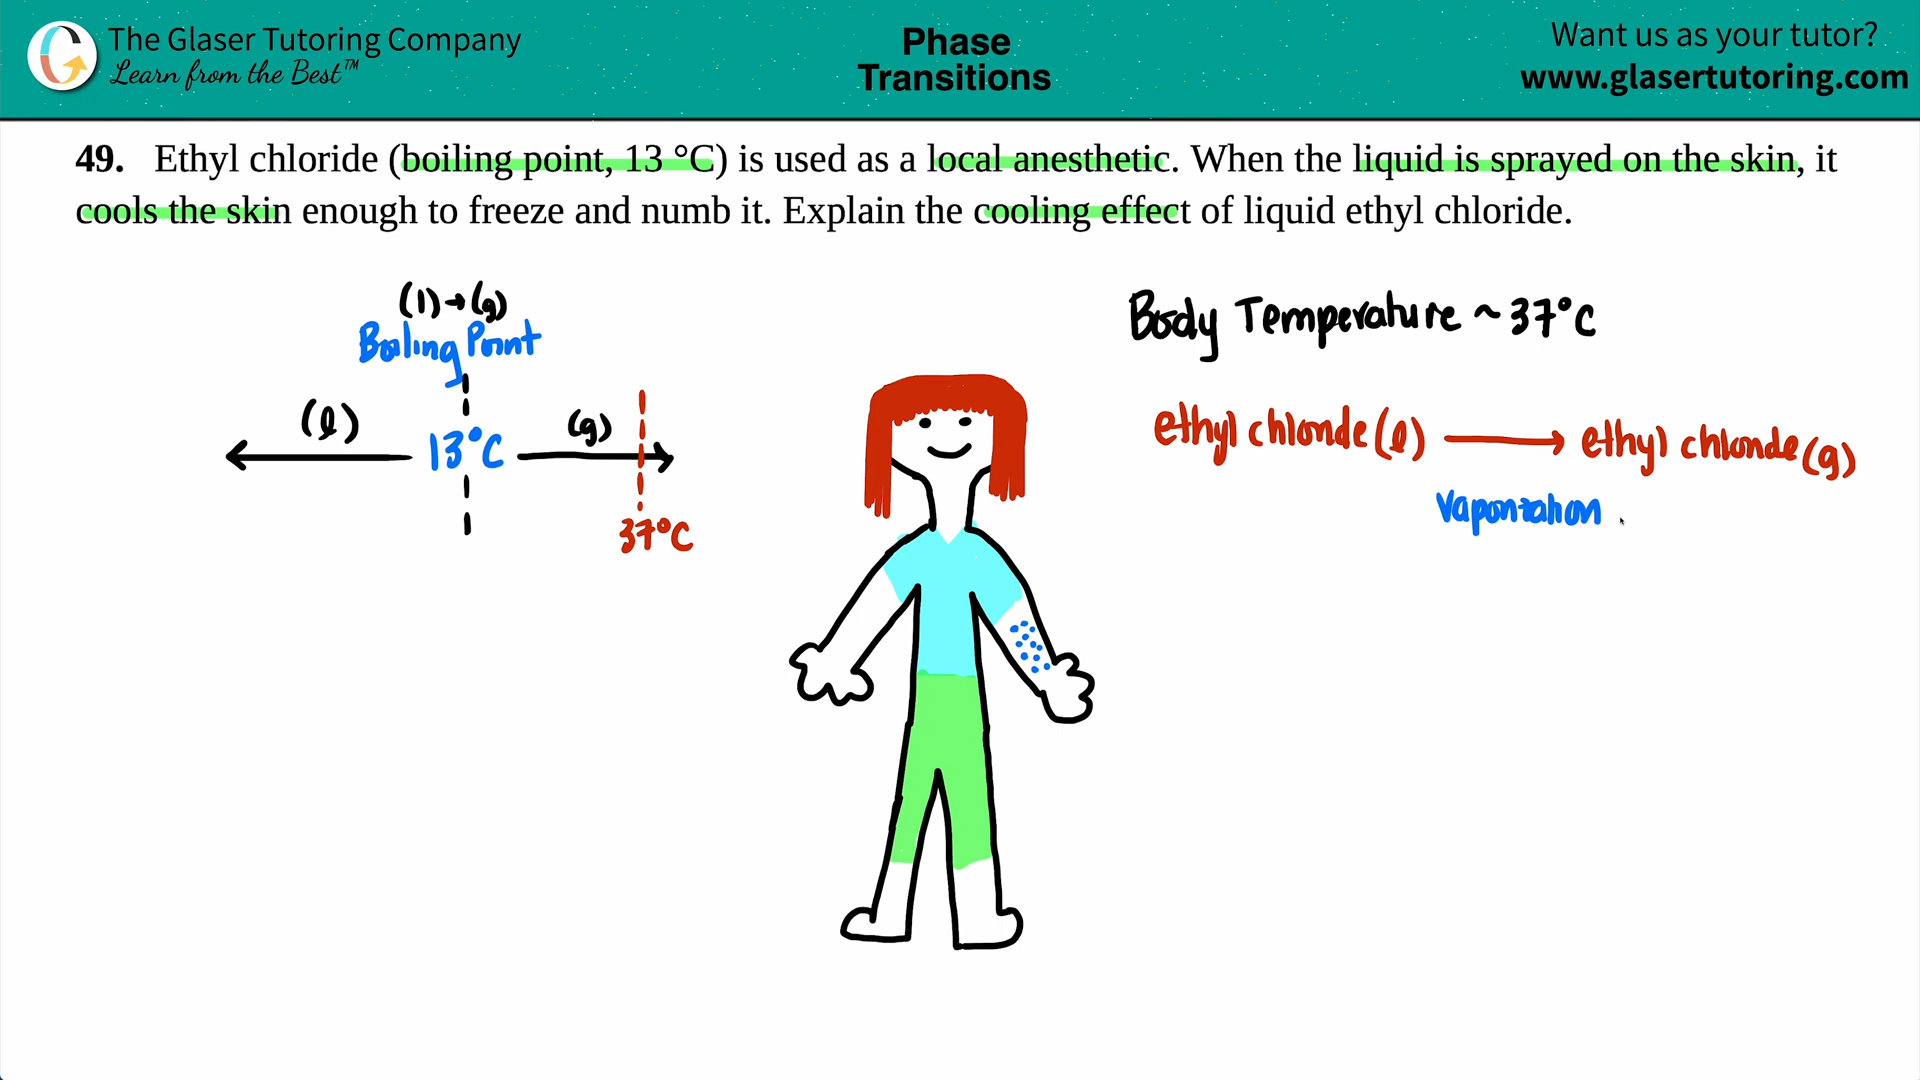 The Glaser Tutoring Company
Learn from the Best™
Phase
Transitions
Want us as your tutor?
www.glasertutoring.com
49. Ethyl chloride (boiling point, 13 °C) is used as a local anesthetic. When the liquid is sprayed on the skin, it
cools the skin enough to freeze and numb it. Explain the cooling effect of liquid ethyl chloride.
(l)→(g)
Boiling Point
(l)
13°C
(g)
37°C
Body Temperature ~ 37°C
ethyl chloride (l) → ethyl chloride (g)
Vaporization